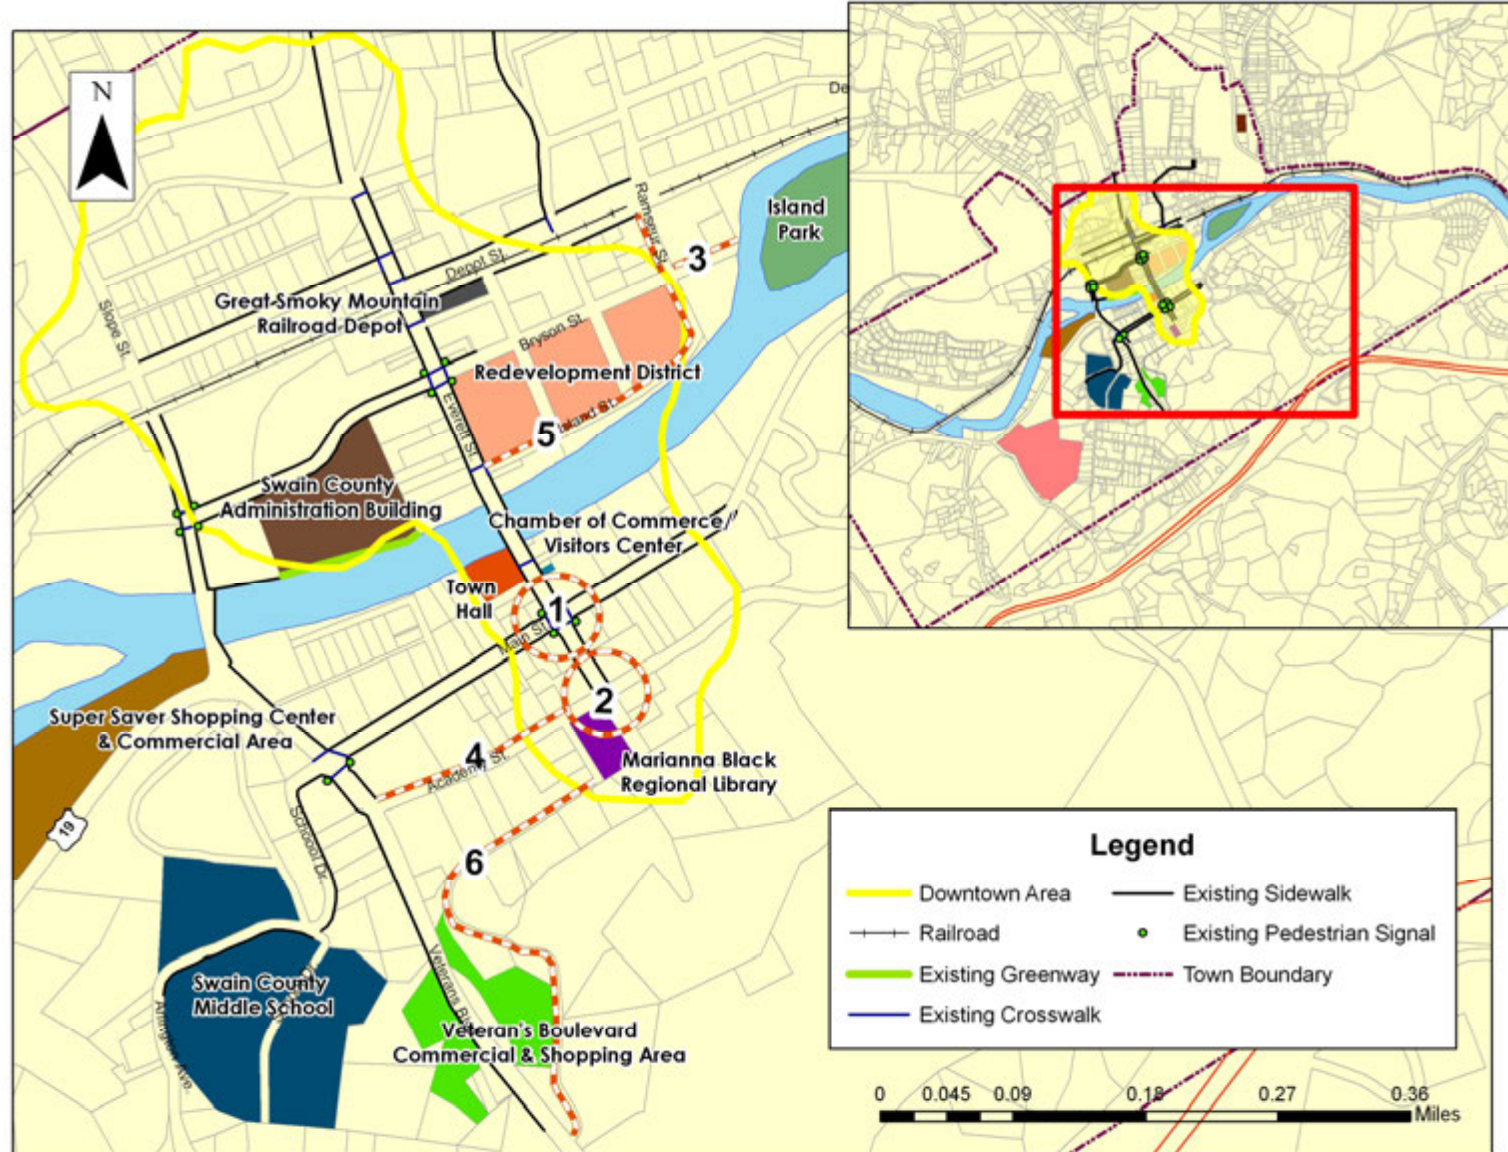 N
De
Island
Park
Ramseur St.
3
Depot St.
Great Smoky Mountain
Railroad Depot
Slope St.
Bryson St.
Redevelopment District
Everett St.
Island St.
5
Swain County
Administration Building
Chamber of Commerce/
Visitors Center
Town
Hall
1
Main St.
2
Super Saver Shopping Center
& Commercial Area
4
Academy St.
Marianna Black
Regional Library
19
School Dr.
6
Swain County
Middle School
Arlington Ave.
Veterans Bl
Veteran's Boulevard
Commercial & Shopping Area
Legend
Downtown Area
Existing Sidewalk
Railroad
Existing Pedestrian Signal
Existing Greenway
Town Boundary
Existing Crosswalk
0 0.045 0.09 0.18 0.27 0.36
Miles